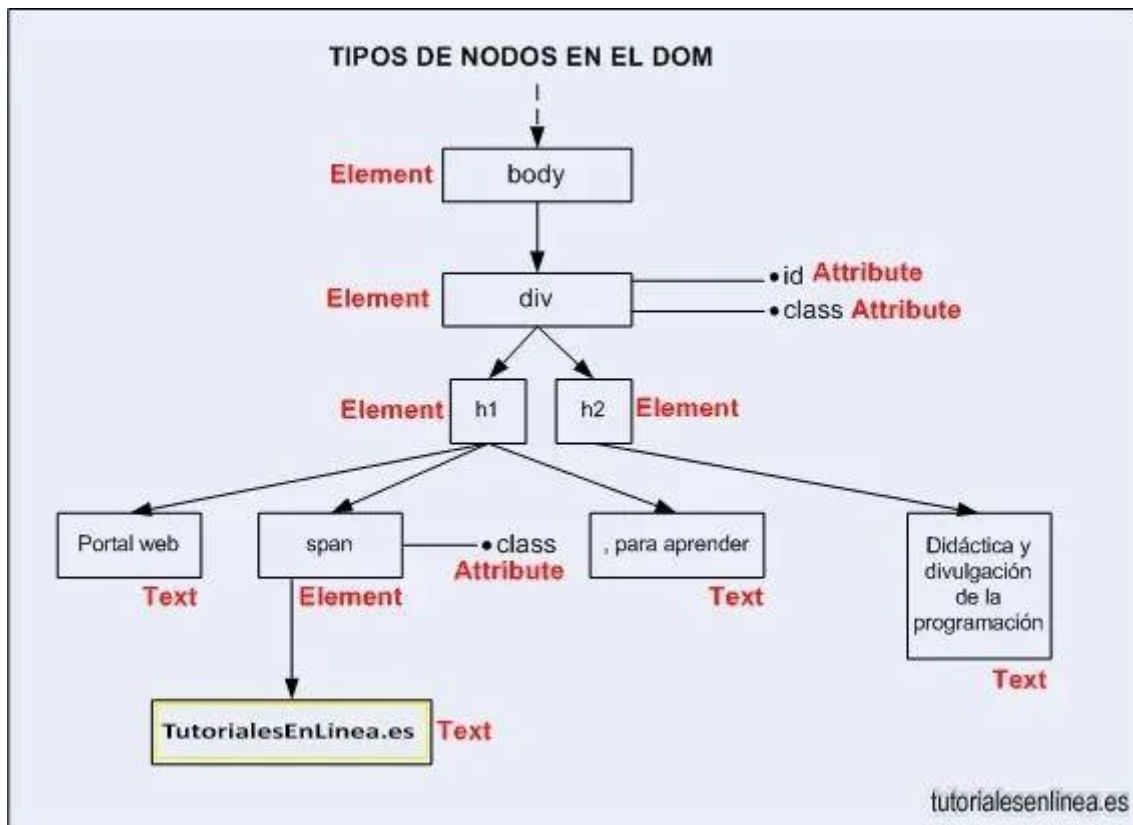 TIPOS DE NODOS EN EL DOM
Element
body
Element
div
•id Attribute
•class Attribute
Element
h1
h2
Element
Portal web
Text
span
Element
•class
Attribute
, para aprender
Text
Didáctica y
divulgación
de la
programación
Text
TutorialesEnLinea.es
Text
tutorialesenlinea.es